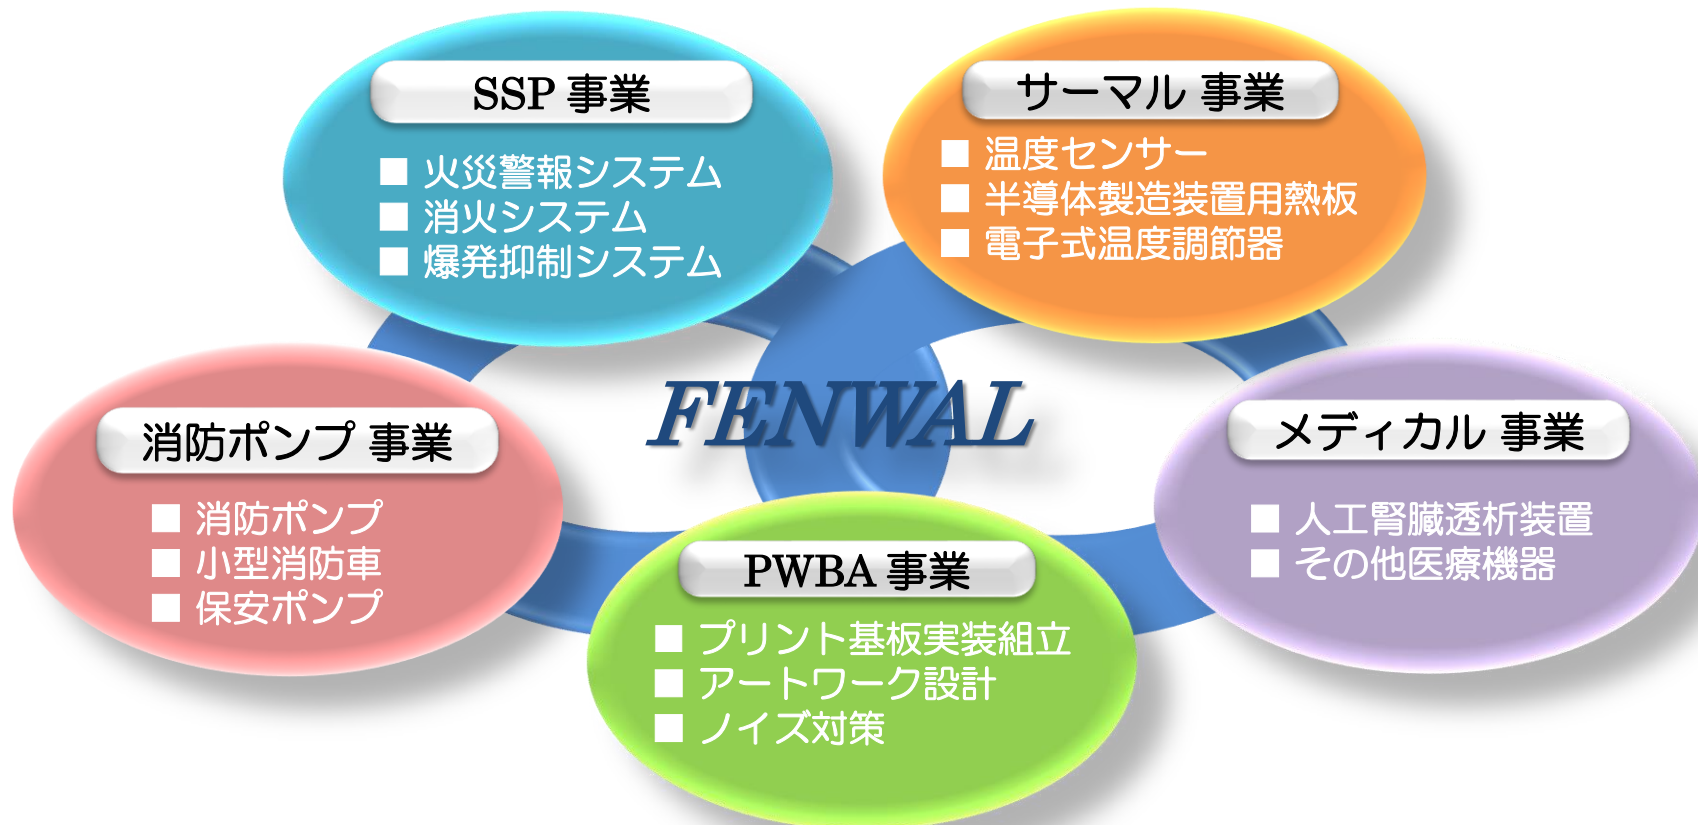 SSP 事業
■ 火災警報システム
■ 消火システム
■ 爆発抑制システム
サーマル 事業
■ 温度センサー
■ 半導体製造装置用熱板
■ 電子式温度調節器
FENWAL
消防ポンプ 事業
■ 消防ポンプ
■ 小型消防車
■ 保安ポンプ
PWBA 事業
■ プリント基板実装組立
■ アートワーク設計
■ ノイズ対策
メディカル 事業
■ 人工腎臓透析装置
■ その他医療機器